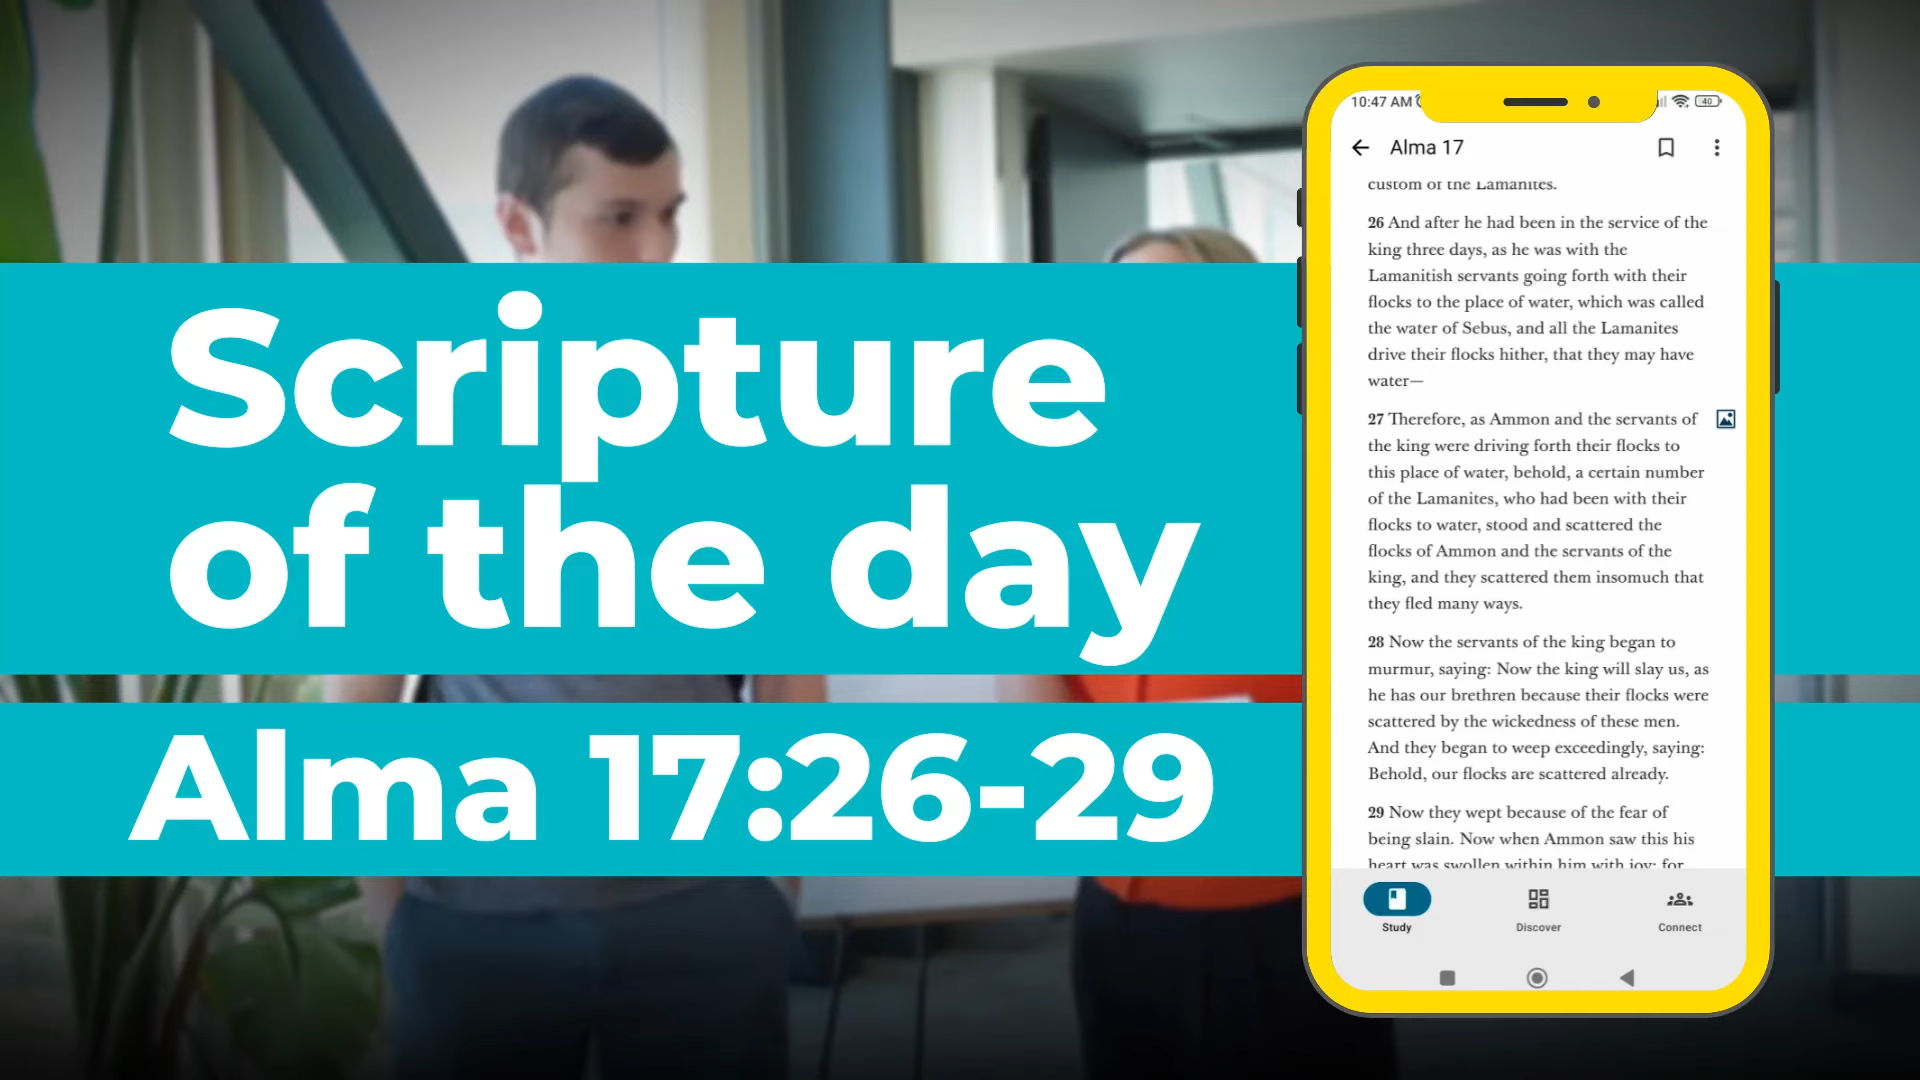 Scripture
of the day
Alma 17:26-29
10:47 AM
40
Alma 17
custom of the Lamanites.
26 And after he had been in the service of the
king three days, as he was with the
Lamanitish servants going forth with their
flocks to the place of water, which was called
the water of Sebus, and all the Lamanites
drive their flocks hither, that they may have
water—
27 Therefore, as Ammon and the servants of
the king were driving forth their flocks to
this place of water, behold, a certain number
of the Lamanites, who had been with their
flocks to water, stood and scattered the
flocks of Ammon and the servants of the
king, and they scattered them insomuch that
they fled many ways.
28 Now the servants of the king began to
murmur, saying: Now the king will slay us, as
he has our brethren because their flocks were
scattered by the wickedness of these men.
And they began to weep exceedingly, saying:
Behold, our flocks are scattered already.
29 Now they wept because of the fear of
being slain. Now when Ammon saw this his
heart was swollen within him with joy; for,
Study
Discover
Connect